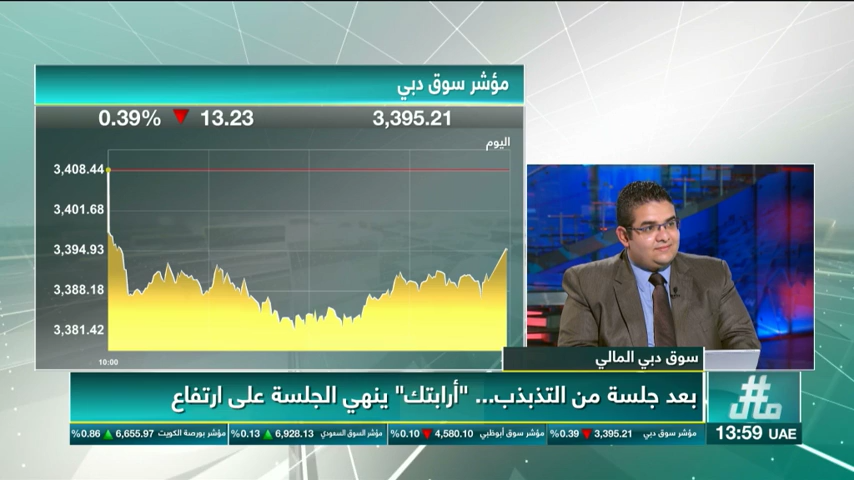 مؤشر سوق دبي
3,395.21 13.23 ▼ 0.39%
اليوم
3,408.44
3,401.68
3,394.93
3,388.18
3,381.42
10:00
سوق دبي المالي
بعد جلسة من التذبذب... "أرابتك" ينهي الجلسة على ارتفاع
#مال
13:59 UAE
مؤشر سوق دبي 3,395.21 ▼ 0.39%
مؤشر سوق أبوظبي 4,580.10 ▼ 0.10%
مؤشر السوق السعودي 6,928.13 ▲ 0.13%
مؤشر بورصة الكويت 6,655.97 ▲ 0.86%